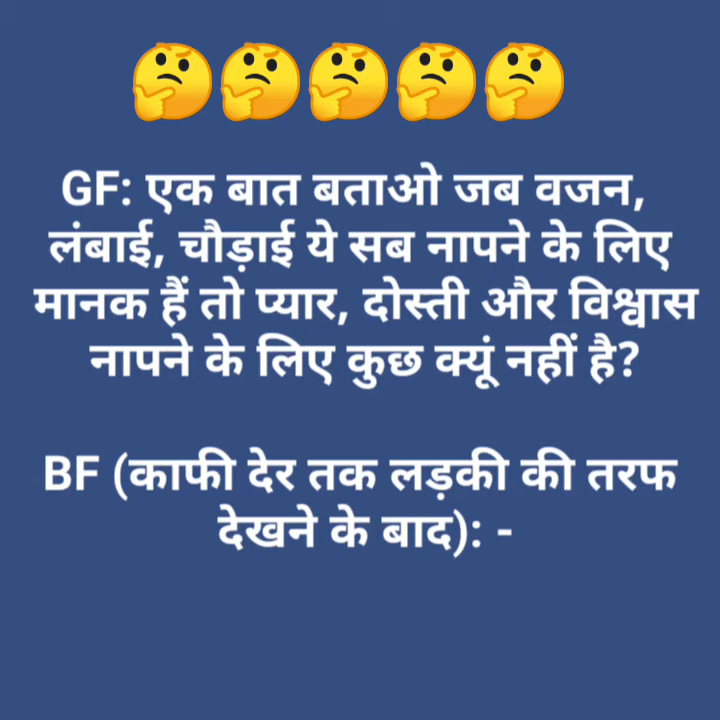 GF: एक बात बताओ जब वजन,
लंबाई, चौड़ाई ये सब नापने के लिए
मानक हैं तो प्यार, दोस्ती और विश्वास
नापने के लिए कुछ क्यूं नहीं है?
BF (काफी देर तक लड़की की तरफ
देखने के बाद): -